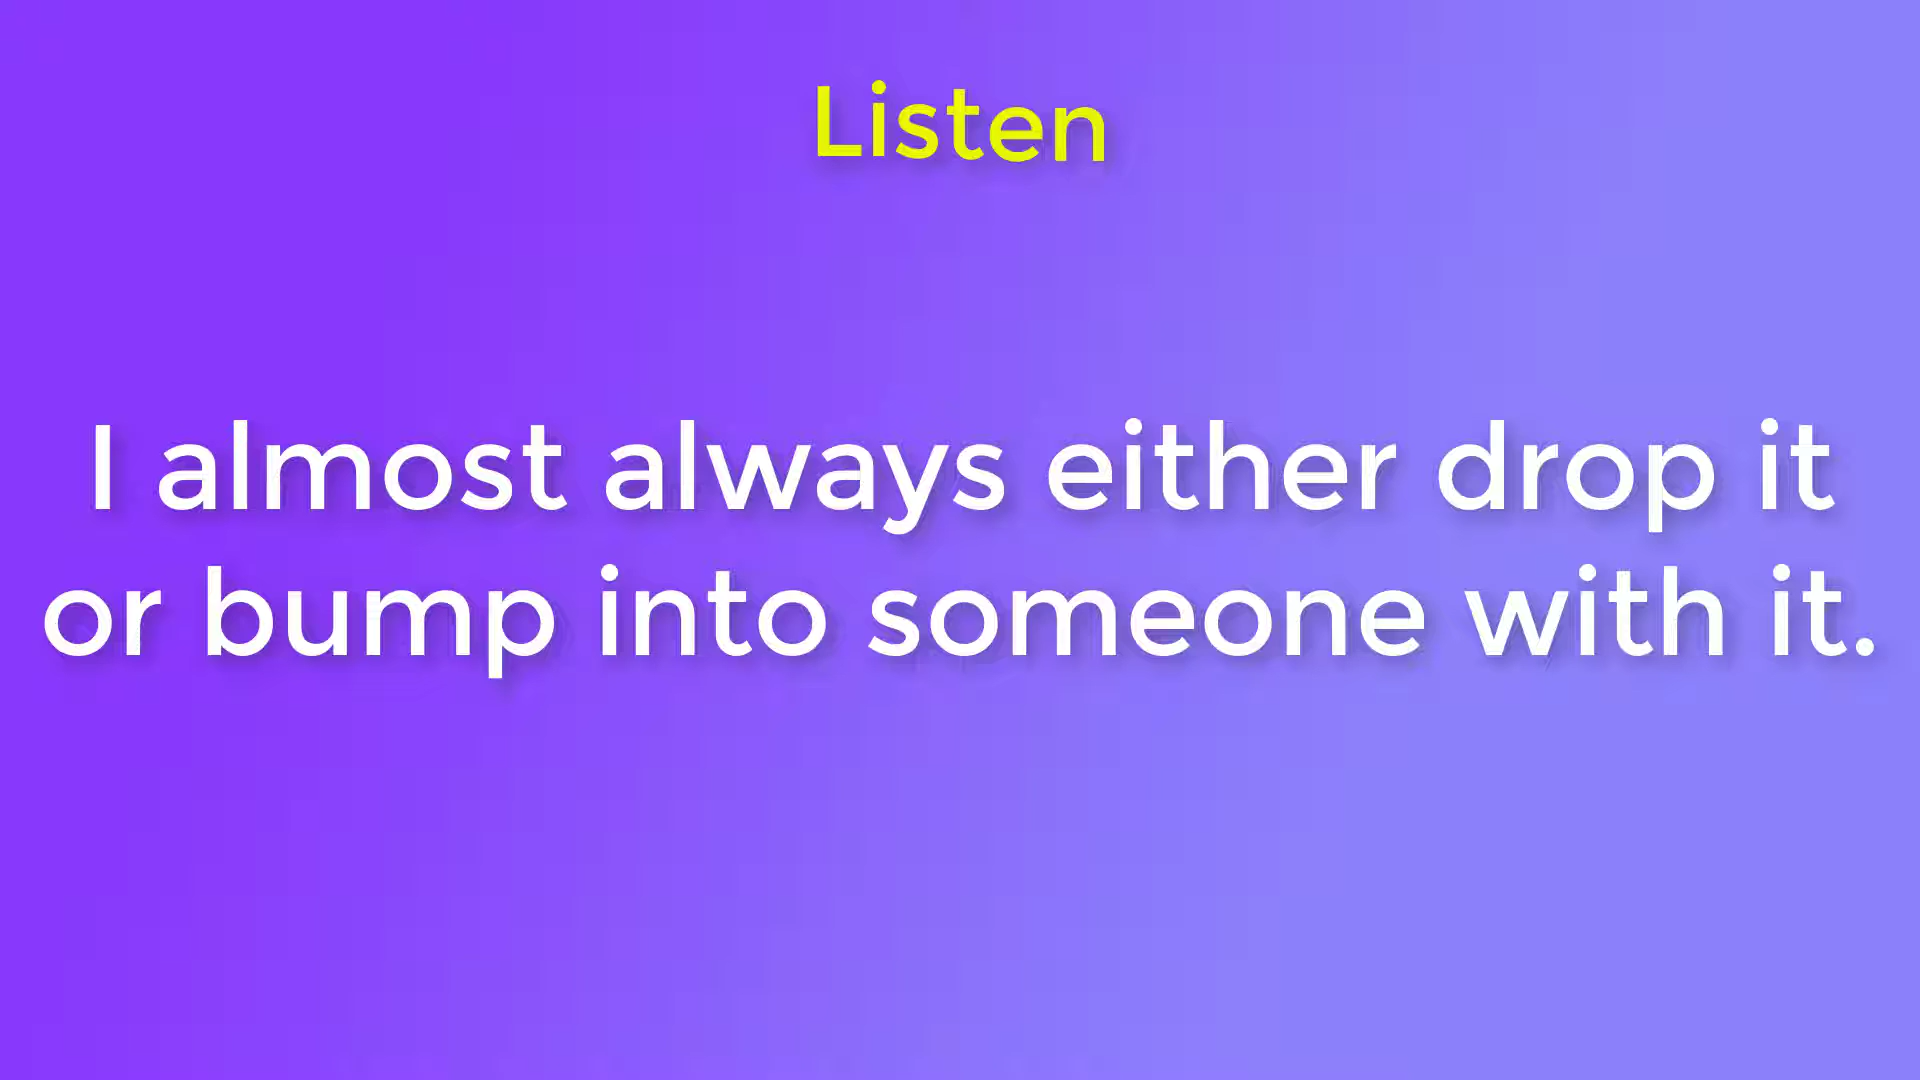 Listen
I almost always either drop it
or bump into someone with it.